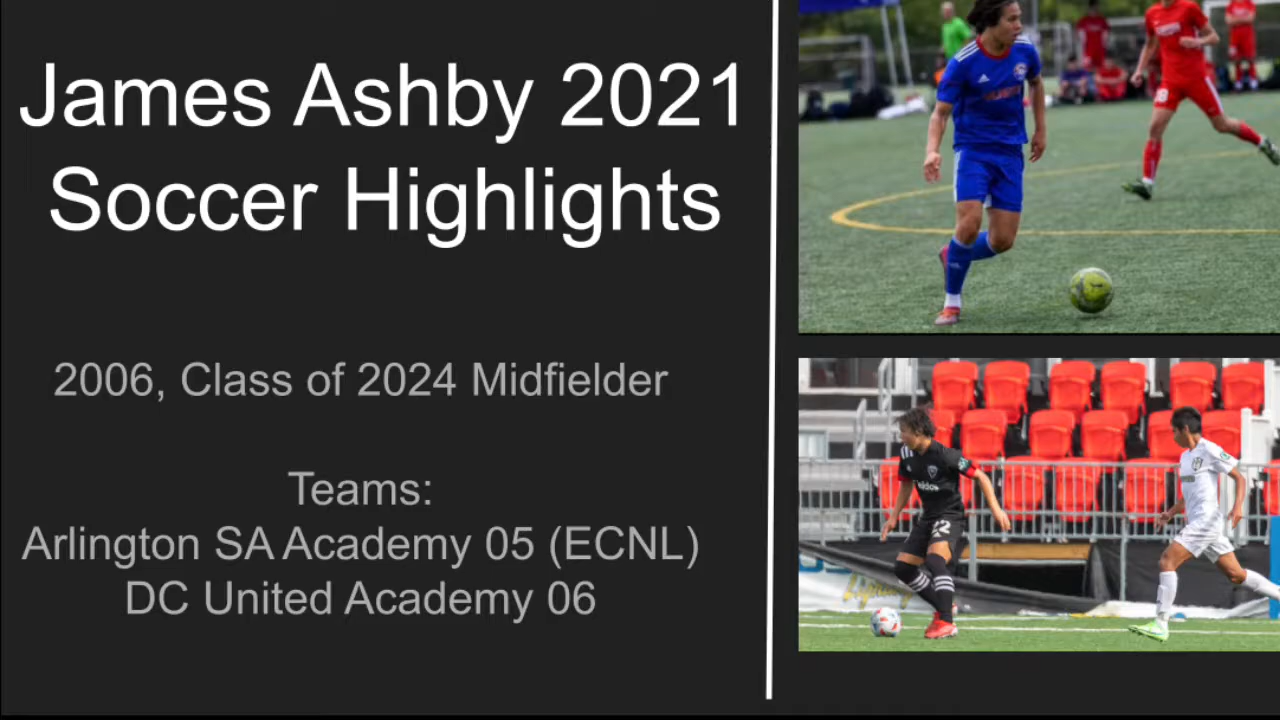 James Ashby 2021
Soccer Highlights
2006, Class of 2024 Midfielder
Teams:
Arlington SA Academy 05 (ECNL)
DC United Academy 06
22